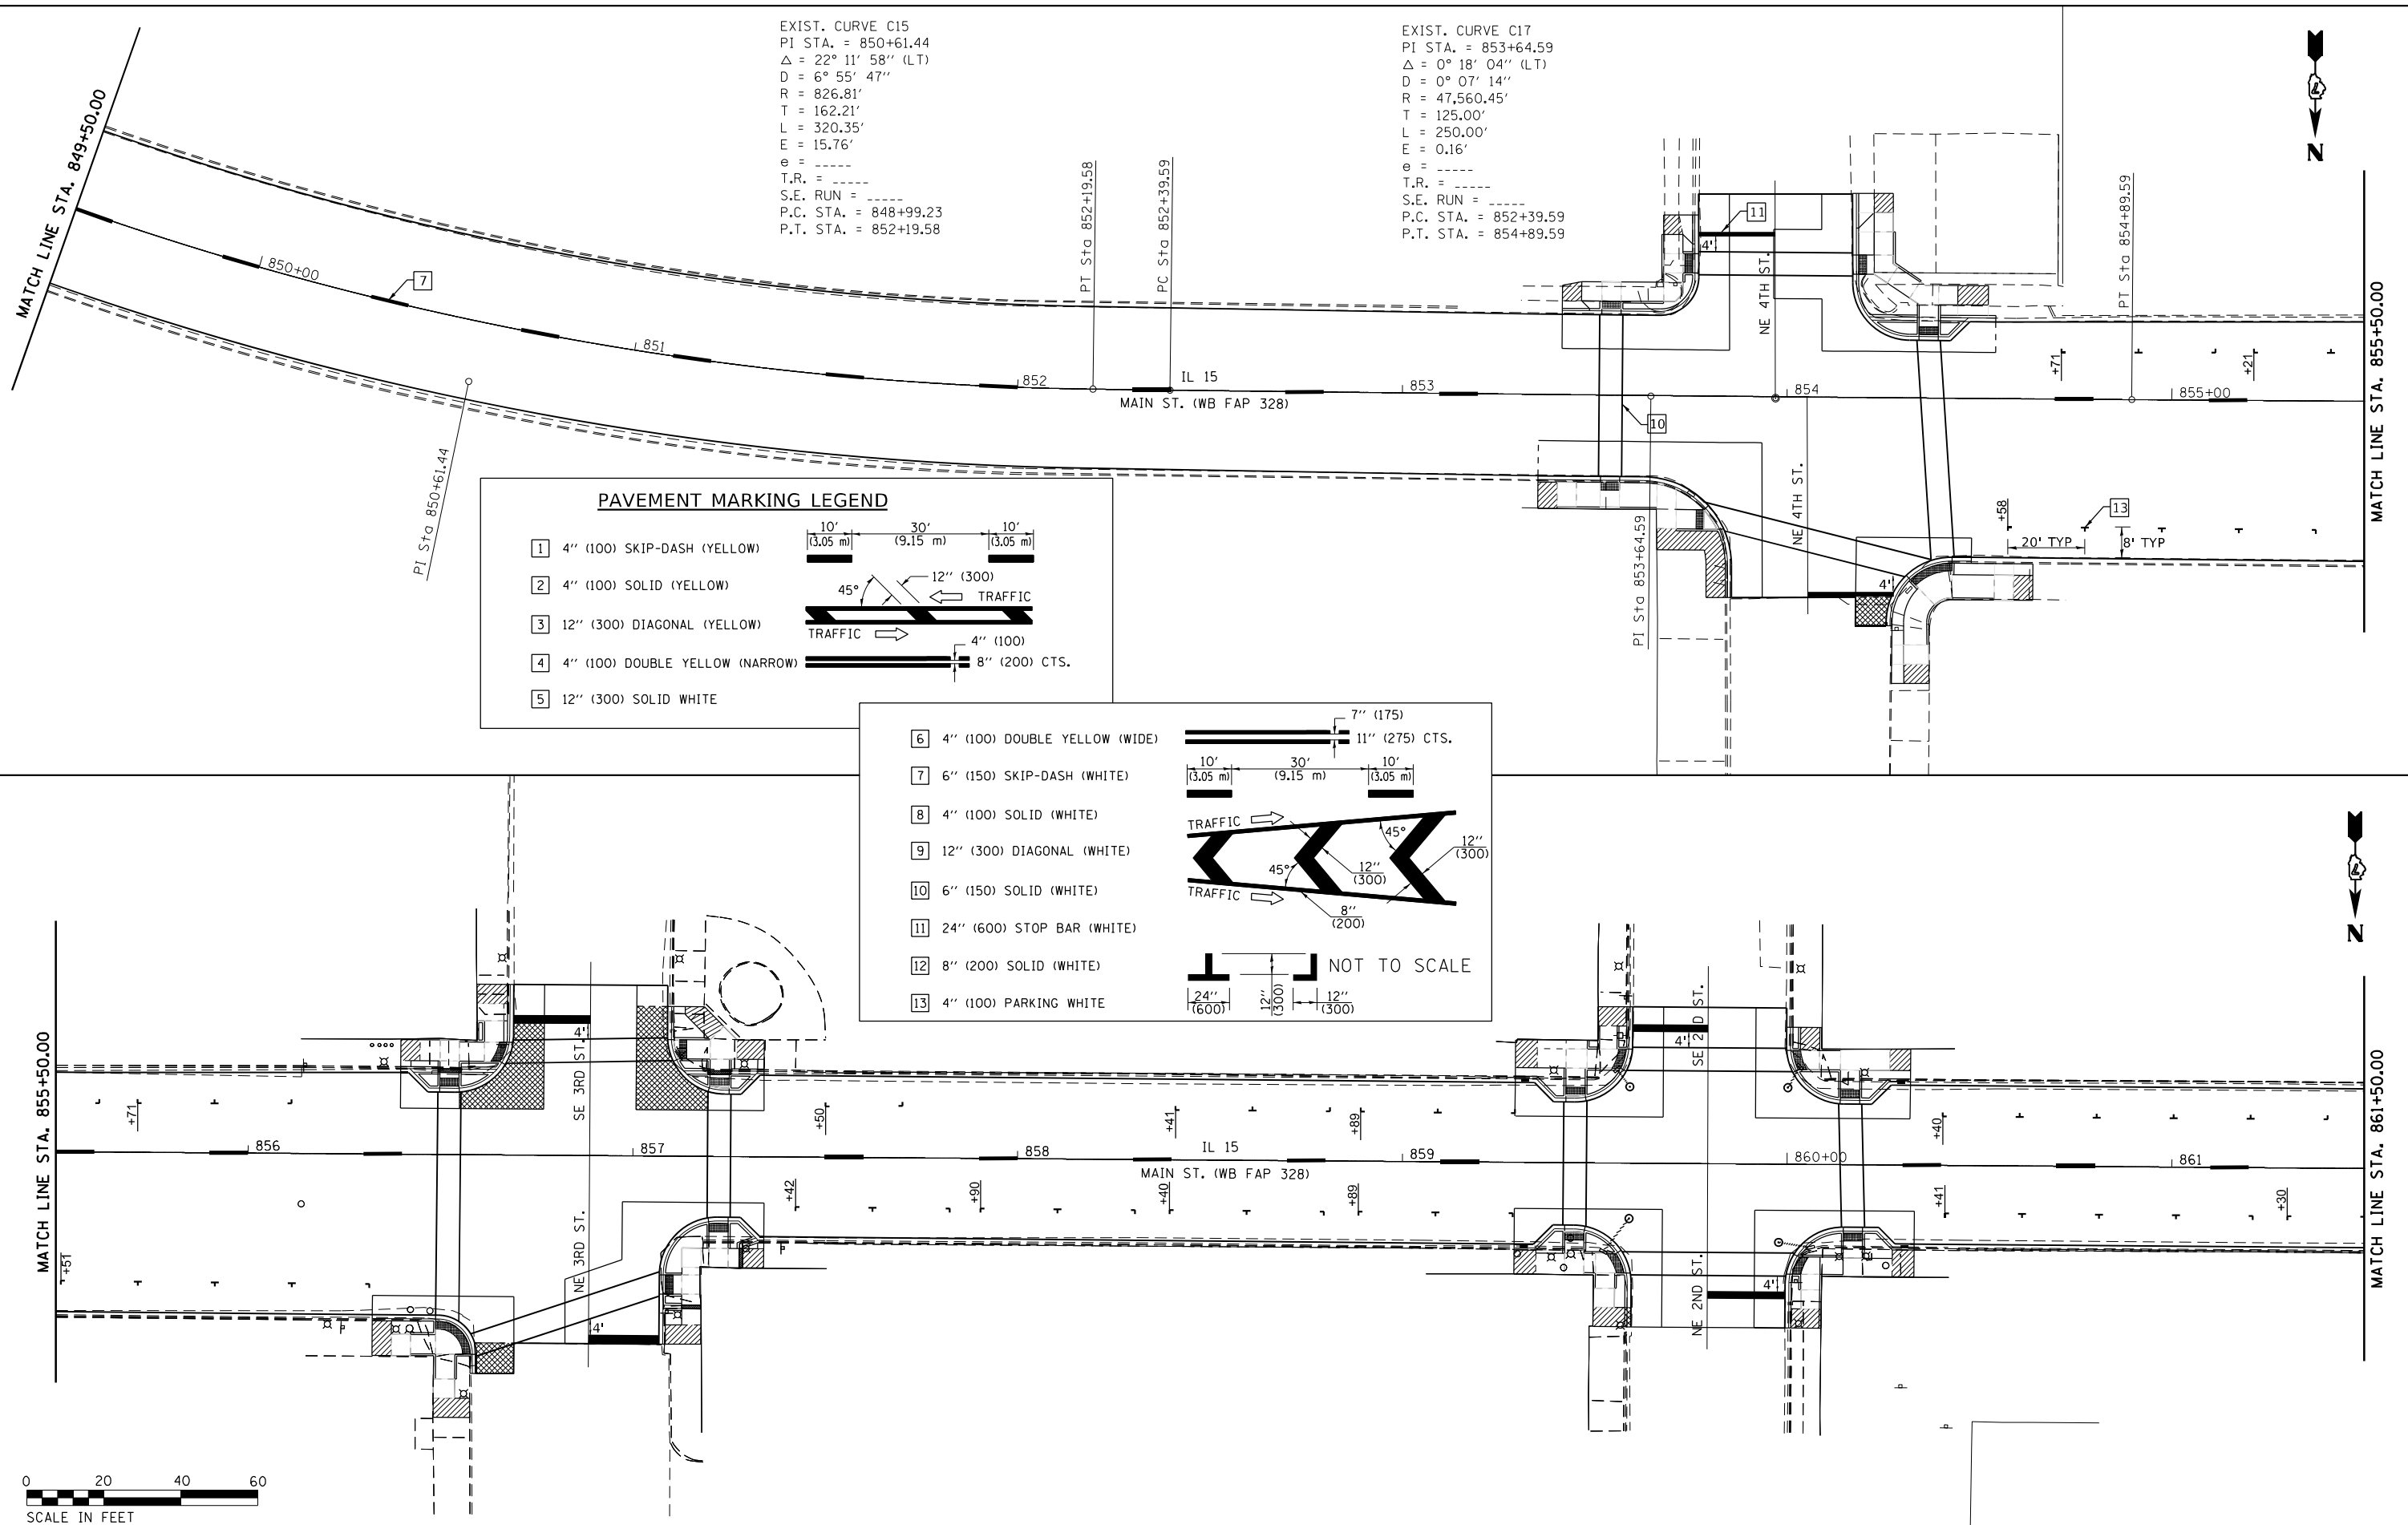 EXIST. CURVE C15
PI STA. = 850+61.44
Δ = 22° 11' 58'' (LT)
D = 6° 55' 47''
R = 826.81'
T = 162.21'
L = 320.35'
E = 15.76'
e = _____
T.R. = _____
S.E. RUN = _____
P.C. STA. = 848+99.23
P.T. STA. = 852+19.58
EXIST. CURVE C17
PI STA. = 853+64.59
Δ = 0° 18' 04'' (LT)
D = 0° 07' 14''
R = 47,560.45'
T = 125.00'
L = 250.00'
E = 0.16'
e = _____
T.R. = _____
S.E. RUN = _____
P.C. STA. = 852+39.59
P.T. STA. = 854+89.59
N
MATCH LINE STA. 849+50.00
850+00
7
851
852
PT Sta 852+19.58
PC Sta 852+39.59
IL 15
MAIN ST. (WB FAP 328)
853
11
4'
NE 4TH ST.
854
10
PT Sta 854+89.59
+71
+21
855+00
MATCH LINE STA. 855+50.00
PI Sta 850+61.44
PI Sta 853+64.59
NE 4TH ST.
4'
+58
13
20' TYP
8' TYP
PAVEMENT MARKING LEGEND
1 4'' (100) SKIP-DASH (YELLOW)
10' (3.05 m) 30' (9.15 m) 10' (3.05 m)
2 4'' (100) SOLID (YELLOW)
45° 12'' (300)
TRAFFIC
3 12'' (300) DIAGONAL (YELLOW)
TRAFFIC
4 4'' (100) DOUBLE YELLOW (NARROW)
4'' (100)
8'' (200) CTS.
5 12'' (300) SOLID WHITE
6 4'' (100) DOUBLE YELLOW (WIDE)
7'' (175)
11'' (275) CTS.
7 6'' (150) SKIP-DASH (WHITE)
10' (3.05 m) 30' (9.15 m) 10' (3.05 m)
8 4'' (100) SOLID (WHITE)
TRAFFIC
45°
12'' (300)
9 12'' (300) DIAGONAL (WHITE)
45°
12'' (300)
10 6'' (150) SOLID (WHITE)
TRAFFIC
8'' (200)
11 24'' (600) STOP BAR (WHITE)
12 8'' (200) SOLID (WHITE)
NOT TO SCALE
13 4'' (100) PARKING WHITE
24'' (600)
12'' (300)
12'' (300)
N
MATCH LINE STA. 855+50.00
+71
+51
856
4'
SE 3RD ST.
NE 3RD ST.
4'
857
+50
+42
858
+90
+41
+40
IL 15
MAIN ST. (WB FAP 328)
+89
+89
859
4'
SE 2ND ST.
NE 2ND ST.
4'
860+00
+40
+41
861
+30
MATCH LINE STA. 861+50.00
0 20 40 60
SCALE IN FEET